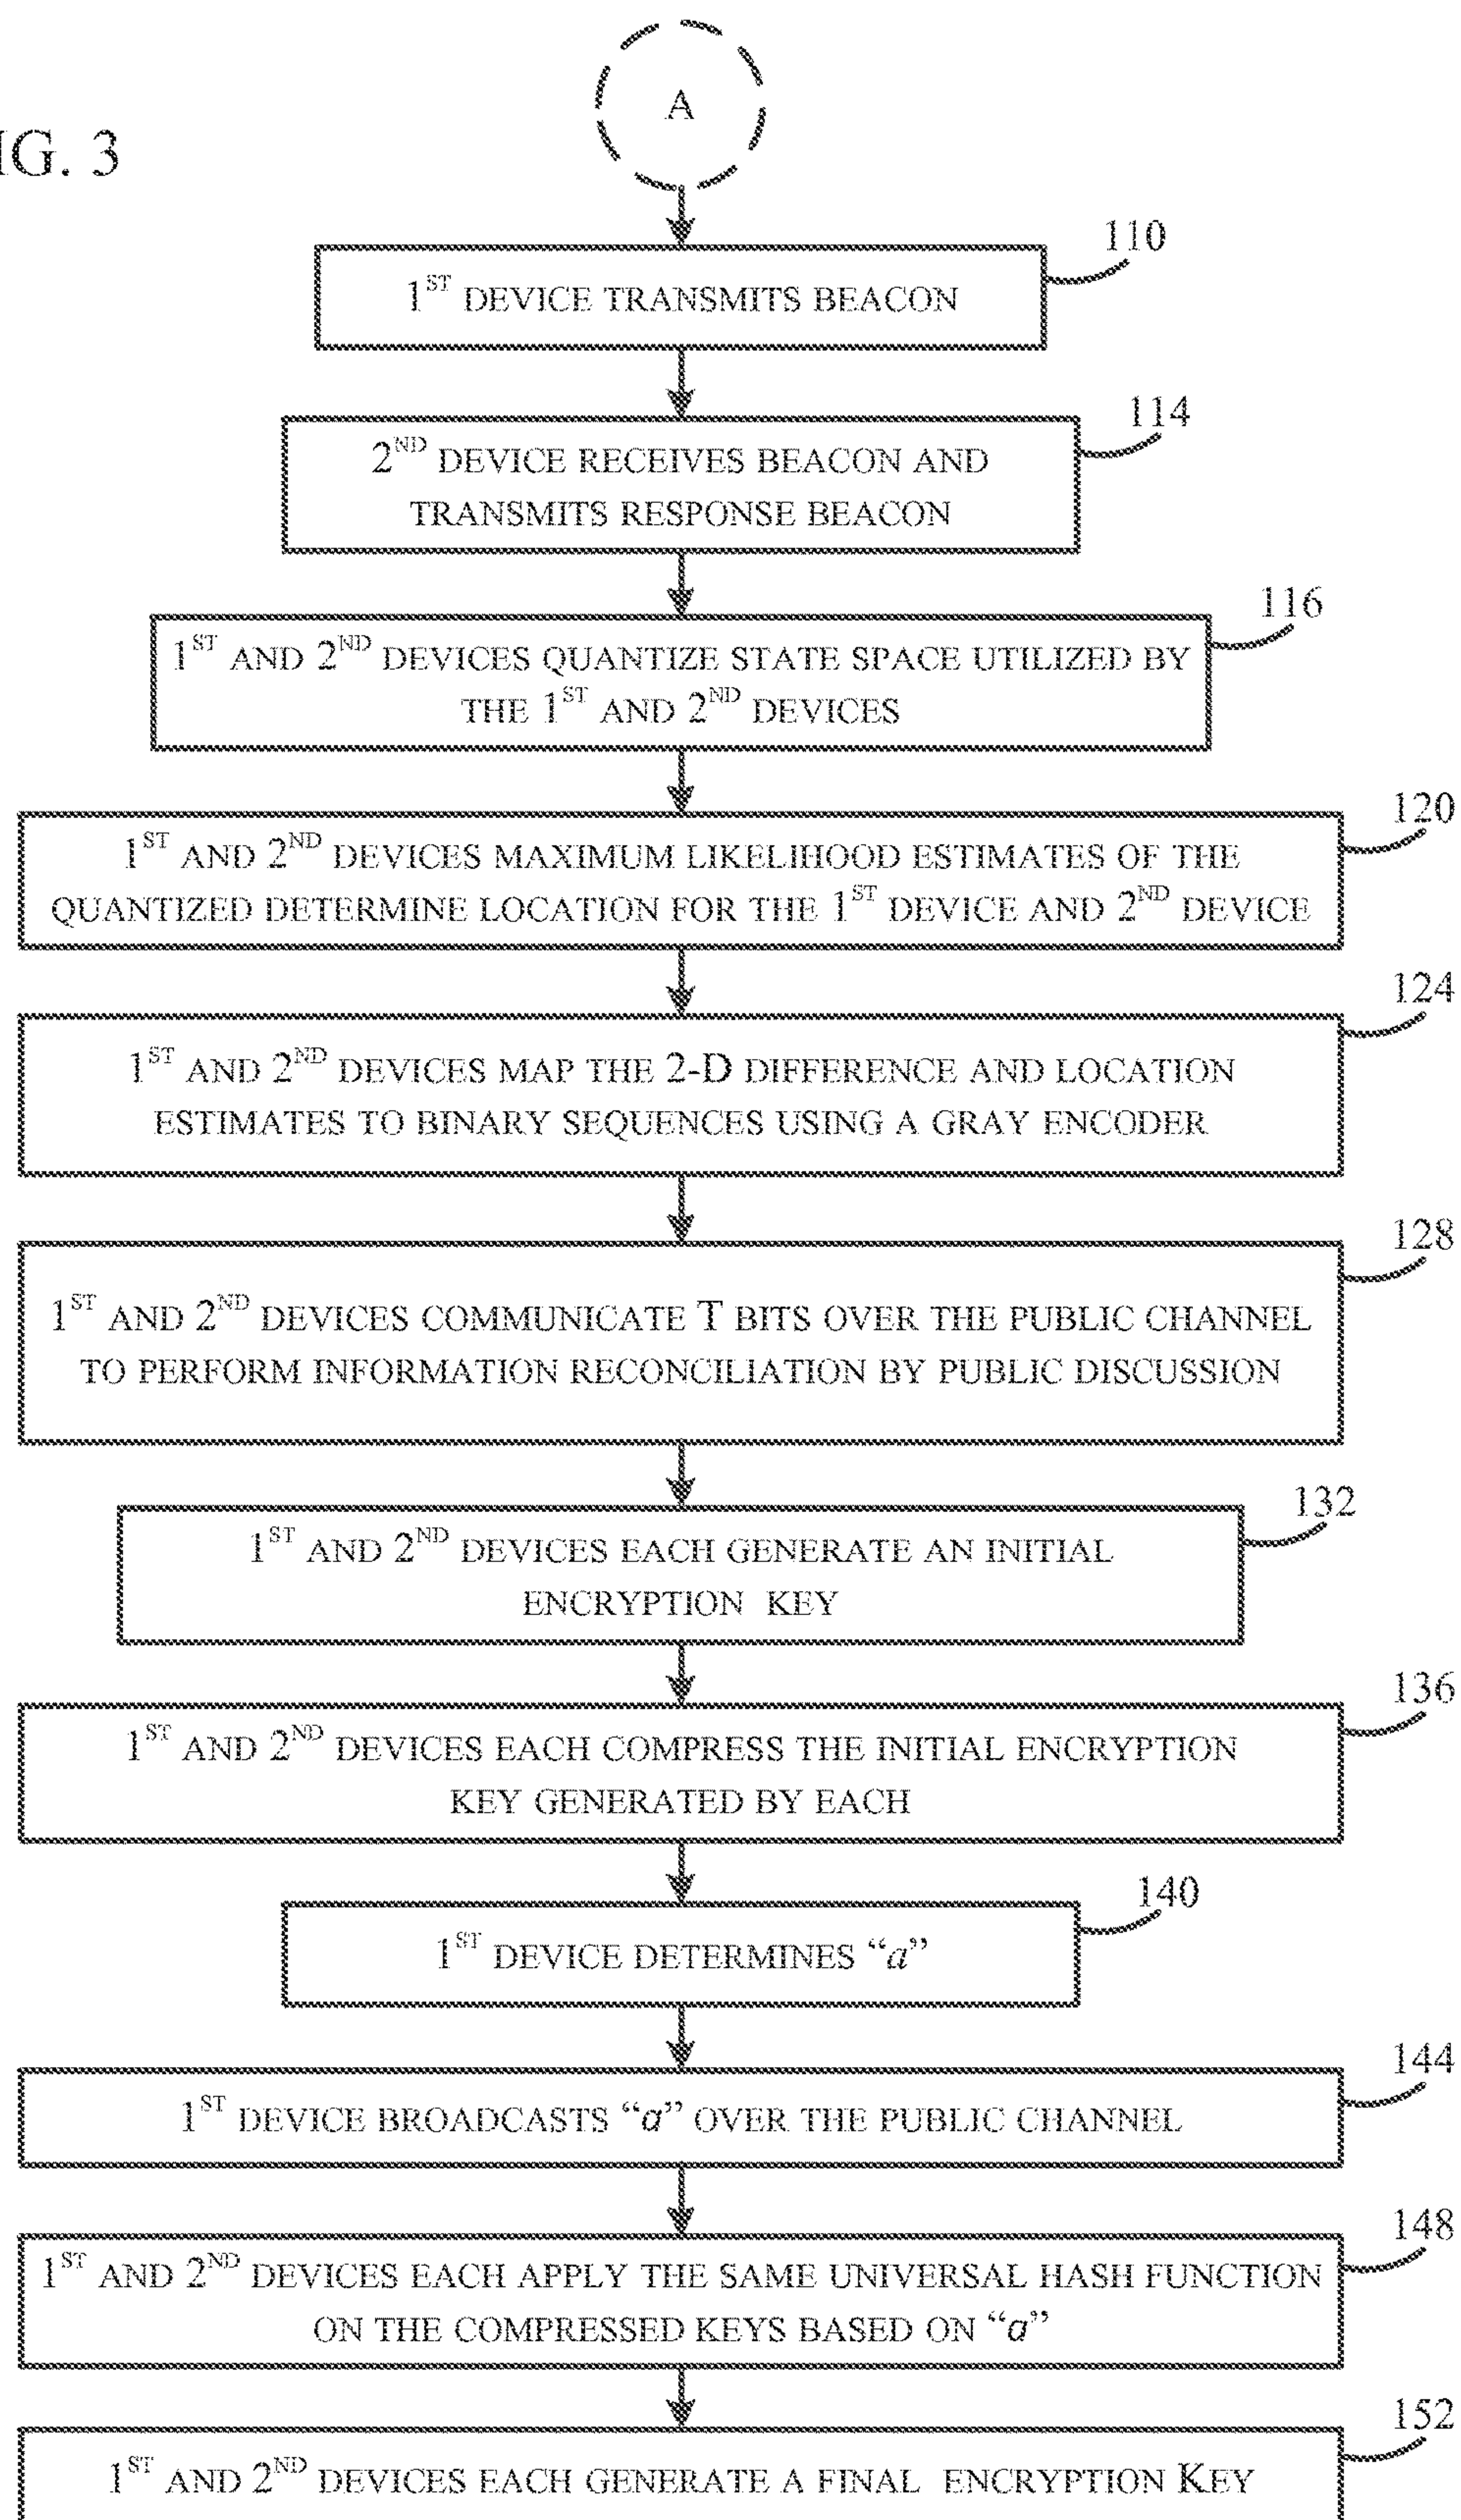 A
IG. 3
110
1ST DEVICE TRANSMITS BEACON
114
2ND DEVICE RECEIVES BEACON AND
TRANSMITS RESPONSE BEACON
116
1ST AND 2ND DEVICES QUANTIZE STATE SPACE UTILIZED BY
THE 1ST AND 2ND DEVICES
120
1ST AND 2ND DEVICES MAXIMUM LIKELIHOOD ESTIMATES OF THE
QUANTIZED DETERMINE LOCATION FOR THE 1ST DEVICE AND 2ND DEVICE
124
1ST AND 2ND DEVICES MAP THE 2-D DIFFERENCE AND LOCATION
ESTIMATES TO BINARY SEQUENCES USING A GRAY ENCODER
128
1ST AND 2ND DEVICES COMMUNICATE T BITS OVER THE PUBLIC CHANNEL
TO PERFORM INFORMATION RECONCILIATION BY PUBLIC DISCUSSION
132
1ST AND 2ND DEVICES EACH GENERATE AN INITIAL
ENCRYPTION KEY
136
1ST AND 2ND DEVICES EACH COMPRESS THE INITIAL ENCRYPTION
KEY GENERATED BY EACH
140
1ST DEVICE DETERMINES “a”
144
1ST DEVICE BROADCASTS “a” OVER THE PUBLIC CHANNEL
148
1ST AND 2ND DEVICES EACH APPLY THE SAME UNIVERSAL HASH FUNCTION
ON THE COMPRESSED KEYS BASED ON “a”
152
1ST AND 2ND DEVICES EACH GENERATE A FINAL ENCRYPTION KEY